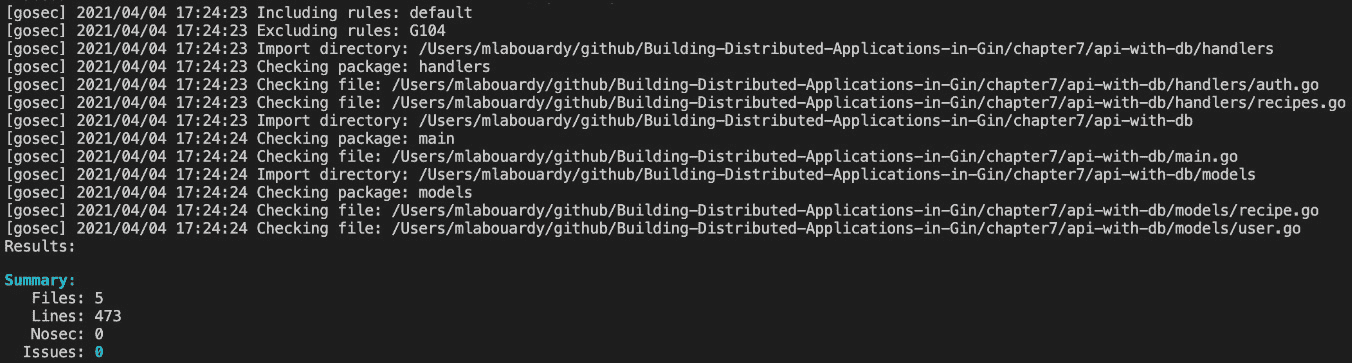 [gosec] 2021/04/04 17:24:23 Including rules: default
[gosec] 2021/04/04 17:24:23 Excluding rules: G104
[gosec] 2021/04/04 17:24:23 Import directory: /Users/mlabouardy/github/Building-Distributed-Applications-in-Gin/chapter7/api-with-db/handlers
[gosec] 2021/04/04 17:24:23 Checking package: handlers
[gosec] 2021/04/04 17:24:23 Checking file: /Users/mlabouardy/github/Building-Distributed-Applications-in-Gin/chapter7/api-with-db/handlers/auth.go
[gosec] 2021/04/04 17:24:23 Checking file: /Users/mlabouardy/github/Building-Distributed-Applications-in-Gin/chapter7/api-with-db/handlers/recipes.go
[gosec] 2021/04/04 17:24:23 Import directory: /Users/mlabouardy/github/Building-Distributed-Applications-in-Gin/chapter7/api-with-db
[gosec] 2021/04/04 17:24:24 Checking package: main
[gosec] 2021/04/04 17:24:24 Checking file: /Users/mlabouardy/github/Building-Distributed-Applications-in-Gin/chapter7/api-with-db/main.go
[gosec] 2021/04/04 17:24:24 Import directory: /Users/mlabouardy/github/Building-Distributed-Applications-in-Gin/chapter7/api-with-db/models
[gosec] 2021/04/04 17:24:24 Checking package: models
[gosec] 2021/04/04 17:24:24 Checking file: /Users/mlabouardy/github/Building-Distributed-Applications-in-Gin/chapter7/api-with-db/models/recipe.go
[gosec] 2021/04/04 17:24:24 Checking file: /Users/mlabouardy/github/Building-Distributed-Applications-in-Gin/chapter7/api-with-db/models/user.go
Results:
Summary:
Files: 5
Lines: 473
Nosec: 0
Issues: 0